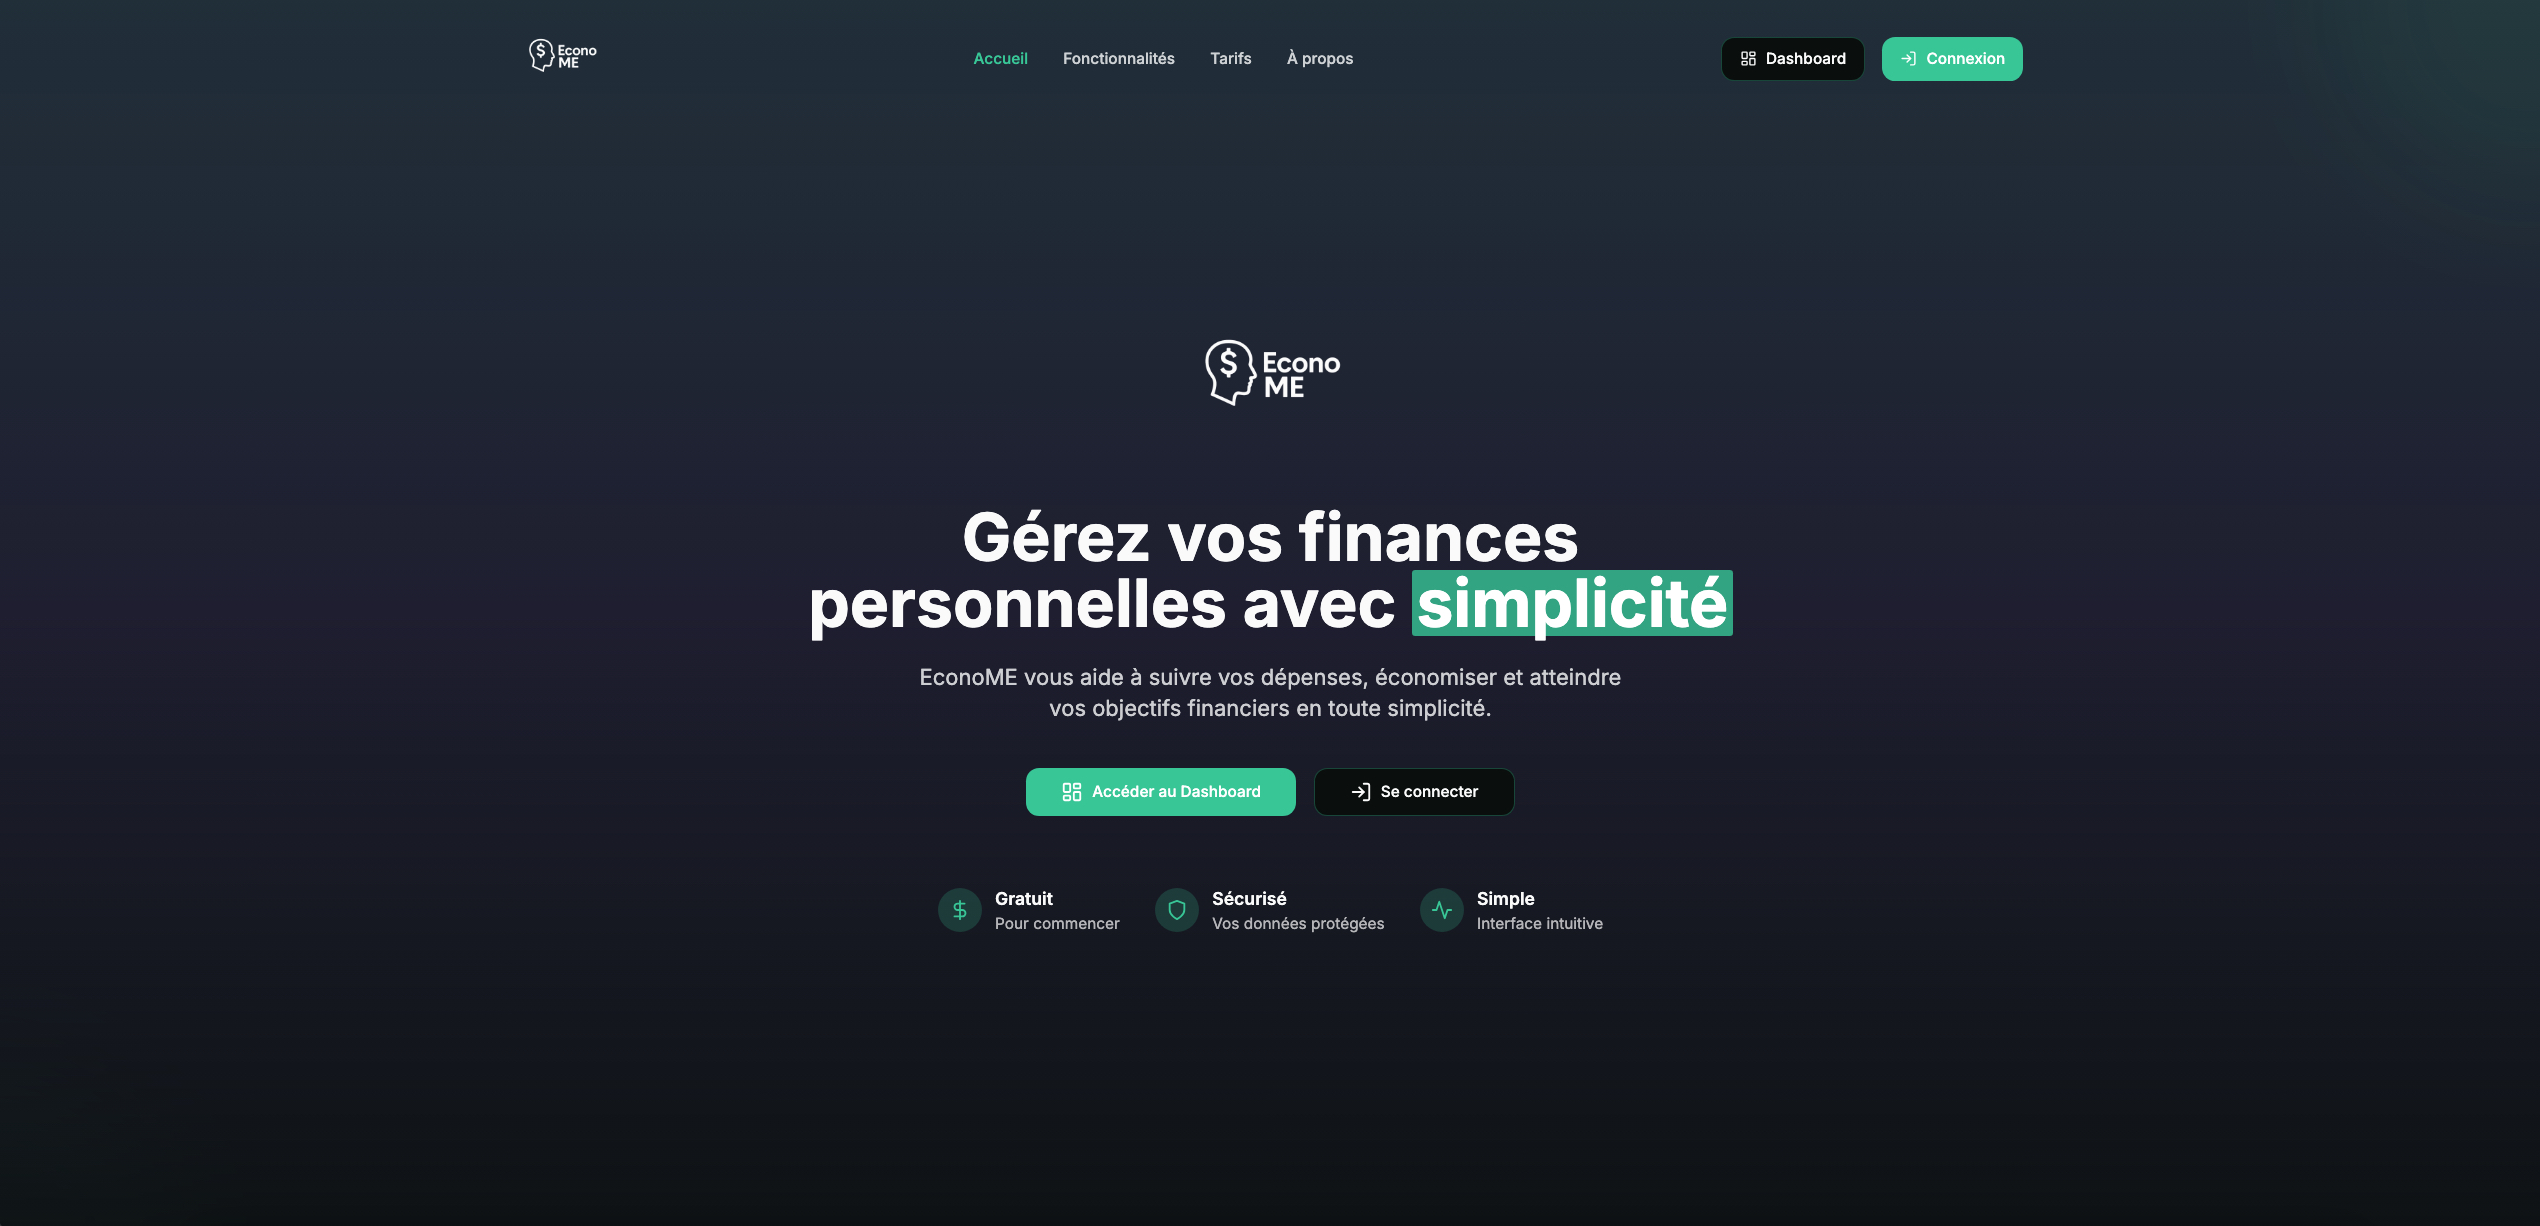 $ Econo
ME
Accueil
Fonctionnalités
Tarifs
À propos
Dashboard
Connexion
$ Econo
ME
Gérez vos finances
personnelles avec simplicité
EconoME vous aide à suivre vos dépenses, économiser et atteindre
vos objectifs financiers en toute simplicité.
Accéder au Dashboard
Se connecter
Gratuit
Pour commencer
Sécurisé
Vos données protégées
Simple
Interface intuitive